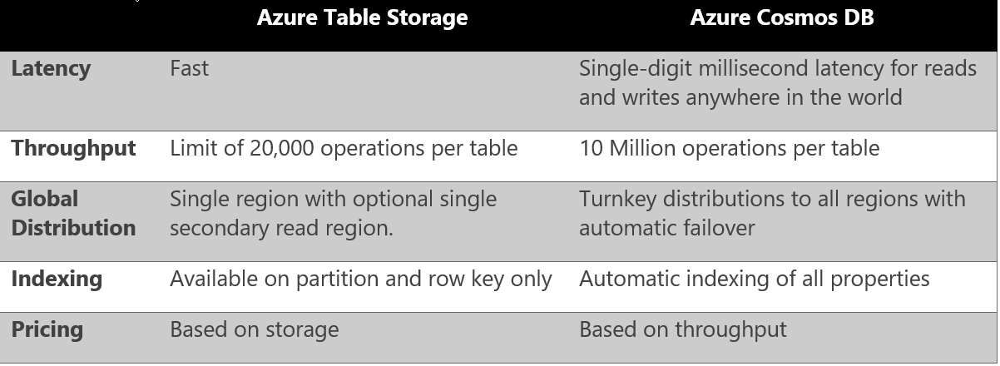 Azure Table Storage Azure Cosmos DB
Latency Fast Single-digit millisecond latency for reads
and writes anywhere in the world
Throughput Limit of 20,000 operations per table 10 Million operations per table
Global Single region with optional single Turnkey distributions to all regions with
Distribution secondary read region. automatic failover
Indexing Available on partition and row key only Automatic indexing of all properties
Pricing Based on storage Based on throughput